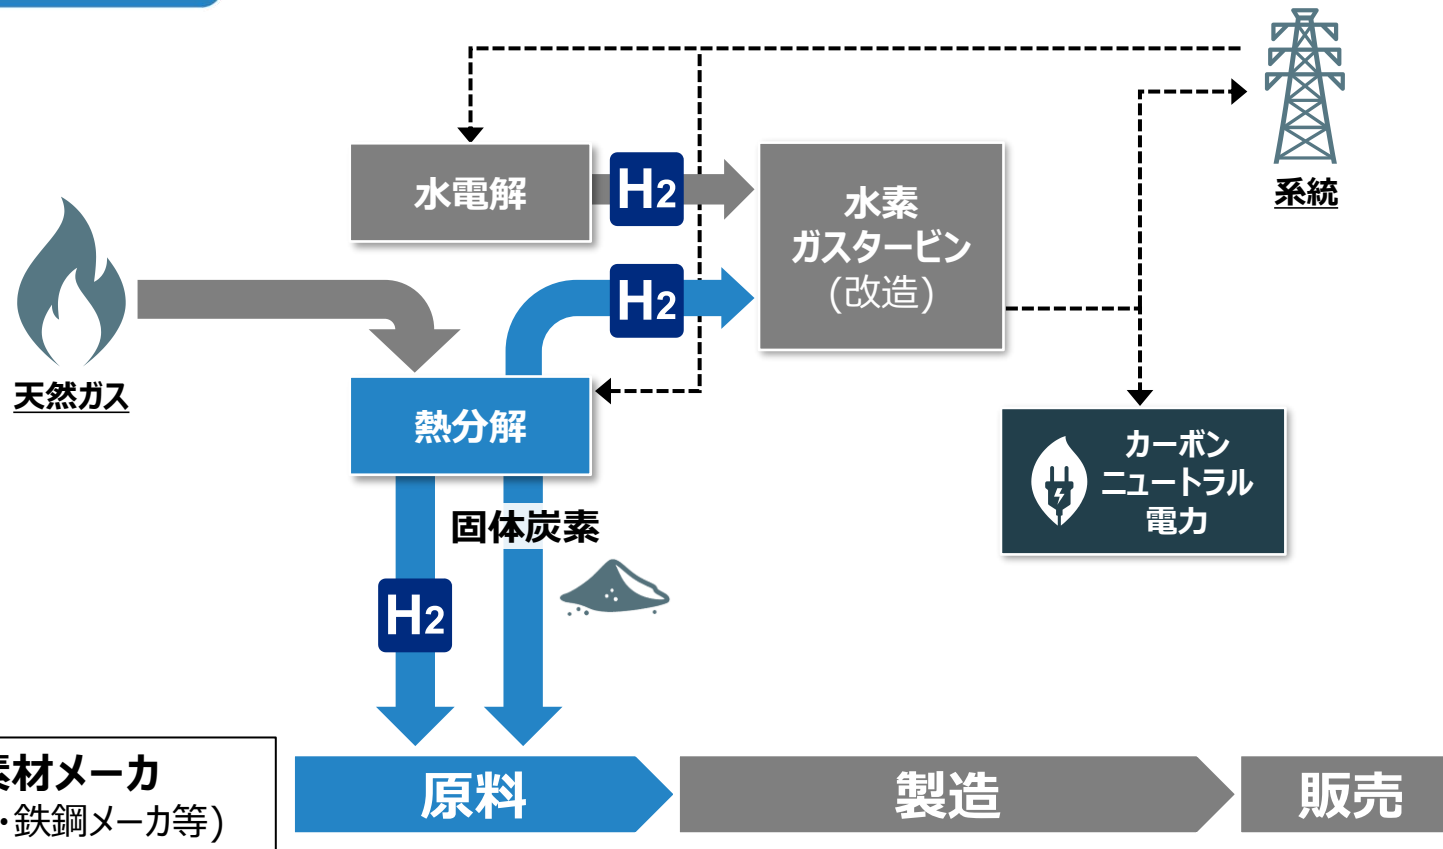 水電解
H2
水素
ガスタービン
(改造)
系統
H2
天然ガス
熱分解
カーボン
ニュートラル
電力
固体炭素
H2
素材メーカ
・鉄鋼メーカ等)
原料
製造
販売